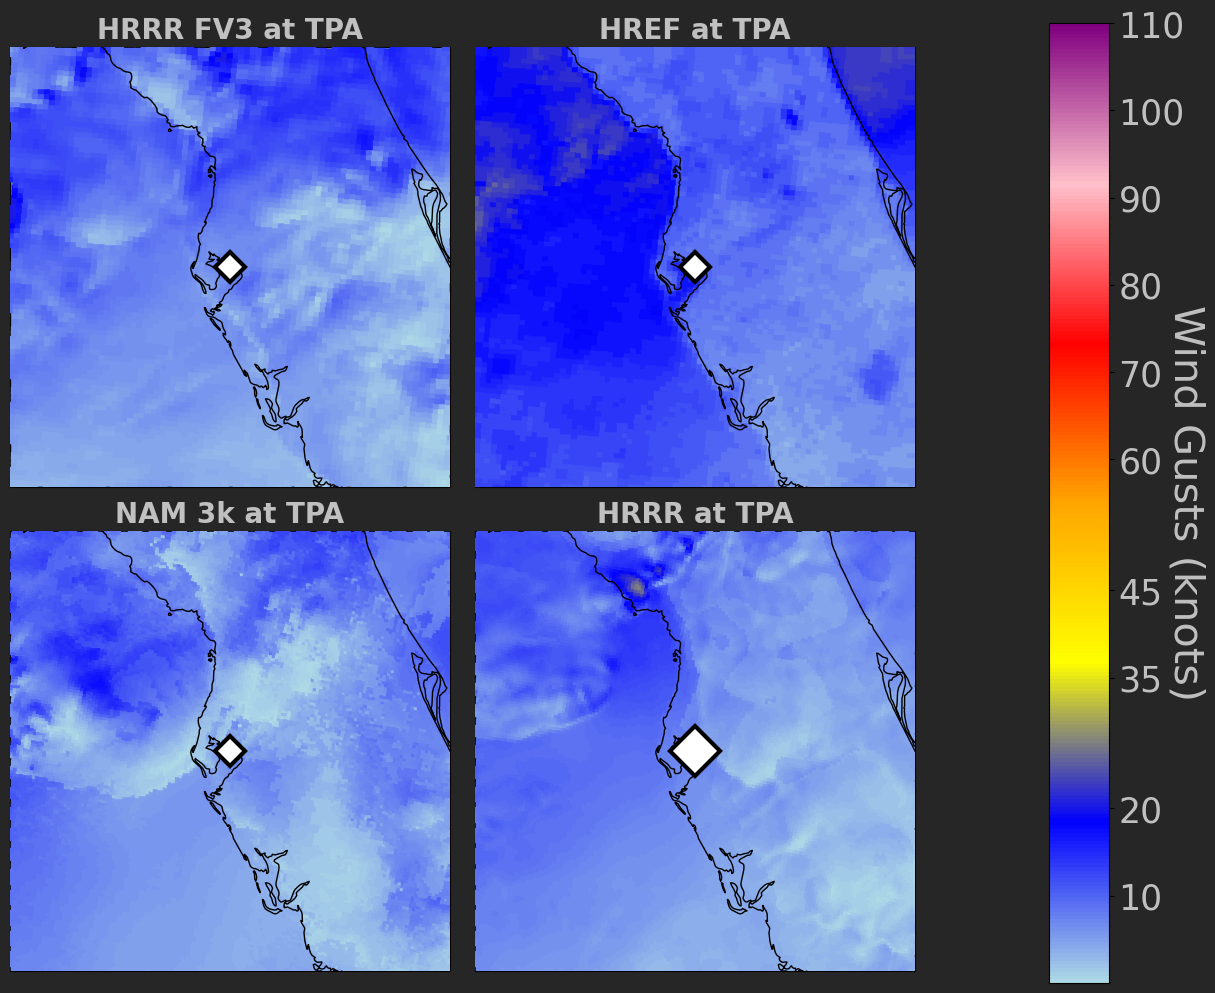 HRRR FV3 at TPA
HREF at TPA
NAM 3k at TPA
HRRR at TPA
110
100
90
80
70
60
45
35
20
10
Wind Gusts (knots)